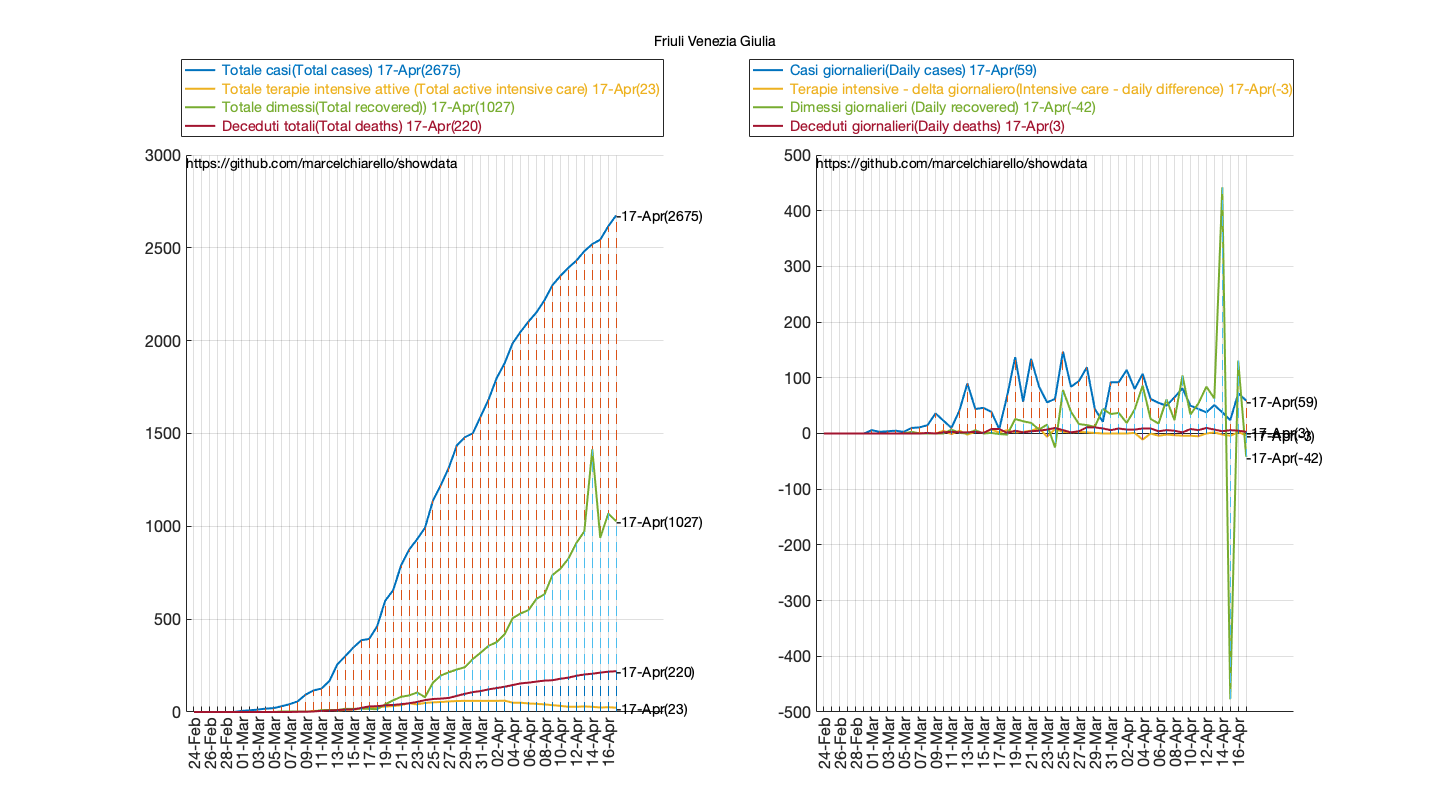 Friuli Venezia Giulia
Totale casi(Total cases) 17-Apr(2675)
Totale terapie intensive attive (Total active intensive care) 17-Apr(23)
Totale dimessi(Total recovered)) 17-Apr(1027)
Deceduti totali(Total deaths) 17-Apr(220)
https://github.com/marcelchiarello/showdata
3000
2500
2000
1500
1000
500
0
-17-Apr(2675)
-17-Apr(1027)
-17-Apr(220)
-17-Apr(23)
24-Feb
26-Feb
28-Feb
01-Mar
03-Mar
05-Mar
07-Mar
09-Mar
11-Mar
13-Mar
15-Mar
17-Mar
19-Mar
21-Mar
23-Mar
25-Mar
27-Mar
29-Mar
31-Mar
02-Apr
04-Apr
06-Apr
08-Apr
10-Apr
12-Apr
14-Apr
16-Apr
Casi giornalieri(Daily cases) 17-Apr(59)
Terapie intensive - delta giornaliero(Intensive care - daily difference) 17-Apr(-3)
Dimessi giornalieri (Daily recovered) 17-Apr(-42)
Deceduti giornalieri(Daily deaths) 17-Apr(3)
https://github.com/marcelchiarello/showdata
500
400
300
200
100
0
-100
-200
-300
-400
-500
-17-Apr(59)
-17-Apr(3)
-17-Apr(-3)
-17-Apr(-42)
24-Feb
26-Feb
28-Feb
01-Mar
03-Mar
05-Mar
07-Mar
09-Mar
11-Mar
13-Mar
15-Mar
17-Mar
19-Mar
21-Mar
23-Mar
25-Mar
27-Mar
29-Mar
31-Mar
02-Apr
04-Apr
06-Apr
08-Apr
10-Apr
12-Apr
14-Apr
16-Apr